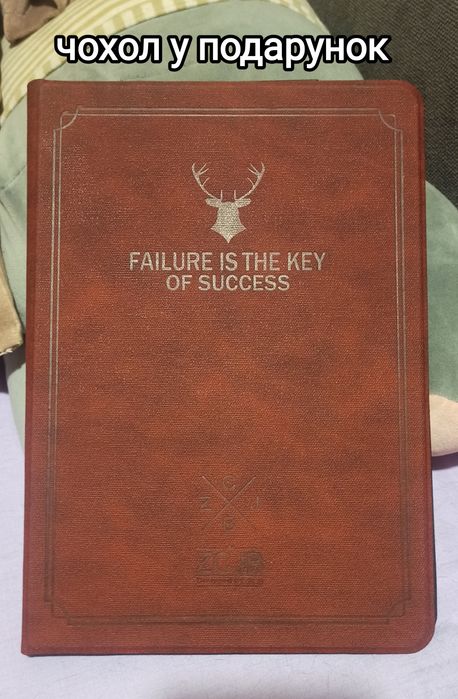 чохол у подарунок
FAILURE IS THE KEY
OF SUCCESS